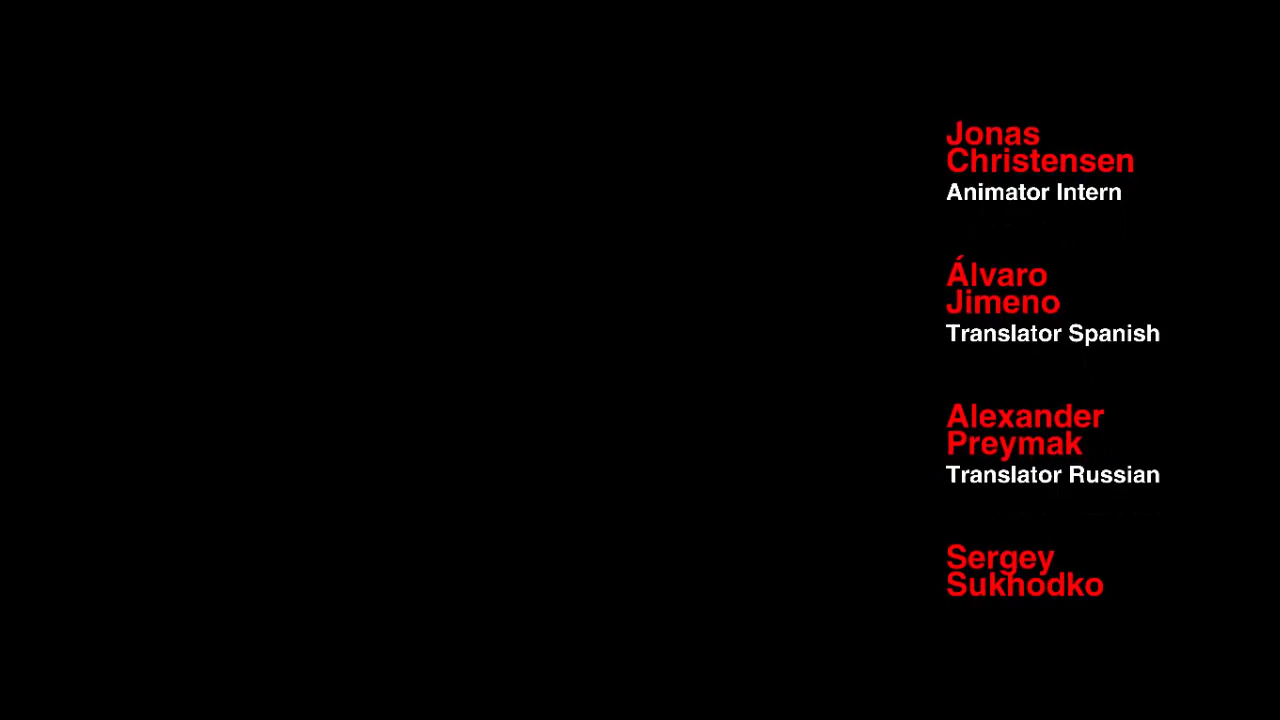 Jonas
Christensen
Animator Intern
Álvaro
Jimeno
Translator Spanish
Alexander
Preymak
Translator Russian
Sergey
Sukhodko